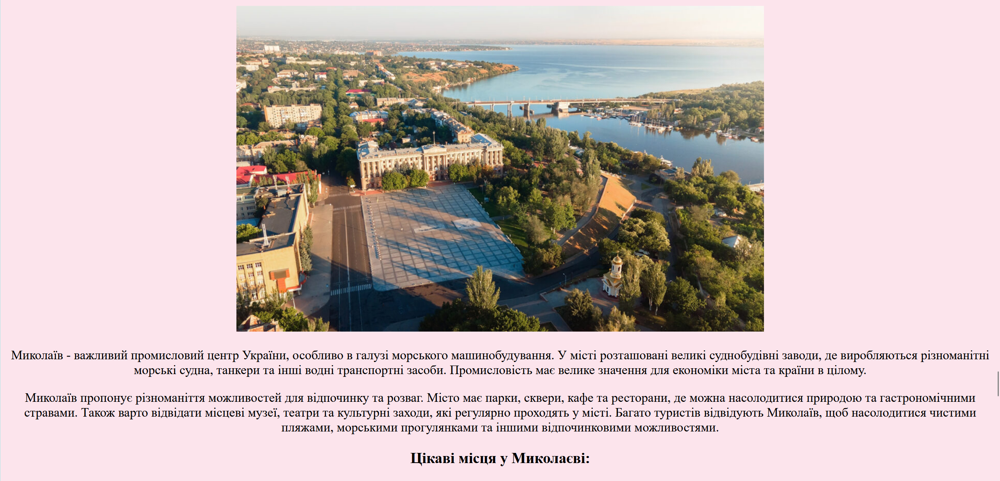 Миколаїв - важливий промисловий центр України, особливо в галузі морського машинобудування. У місті розташовані великі суднобудівні заводи, де виробляються різноманітні
морські судна, танкери та інші водні транспортні засоби. Промисловість має велике значення для економіки міста та країни в цілому.
Миколаїв пропонує різноманіття можливостей для відпочинку та розваг. Місто має парки, сквери, кафе та ресторани, де можна насолодитися природою та гастрономічними
стравами. Також варто відвідати місцеві музеї, театри та культурні заходи, які регулярно проходять у місті. Багато туристів відвідують Миколаїв, щоб насолодитися чистими
пляжами, морськими прогулянками та іншими відпочинковими можливостями.
Цікаві місця у Миколаєві: